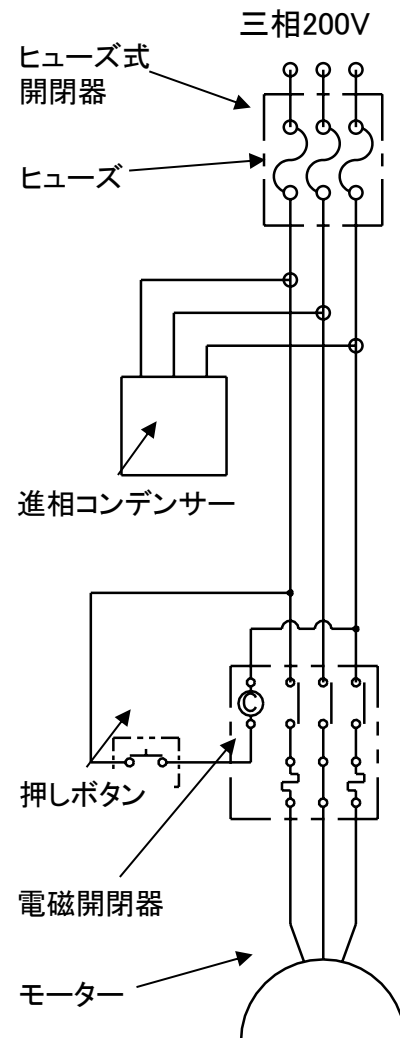 三相200V
ヒューズ式
開閉器
ヒューズ
進相コンデンサー
C
押しボタン
電磁開閉器
モーター